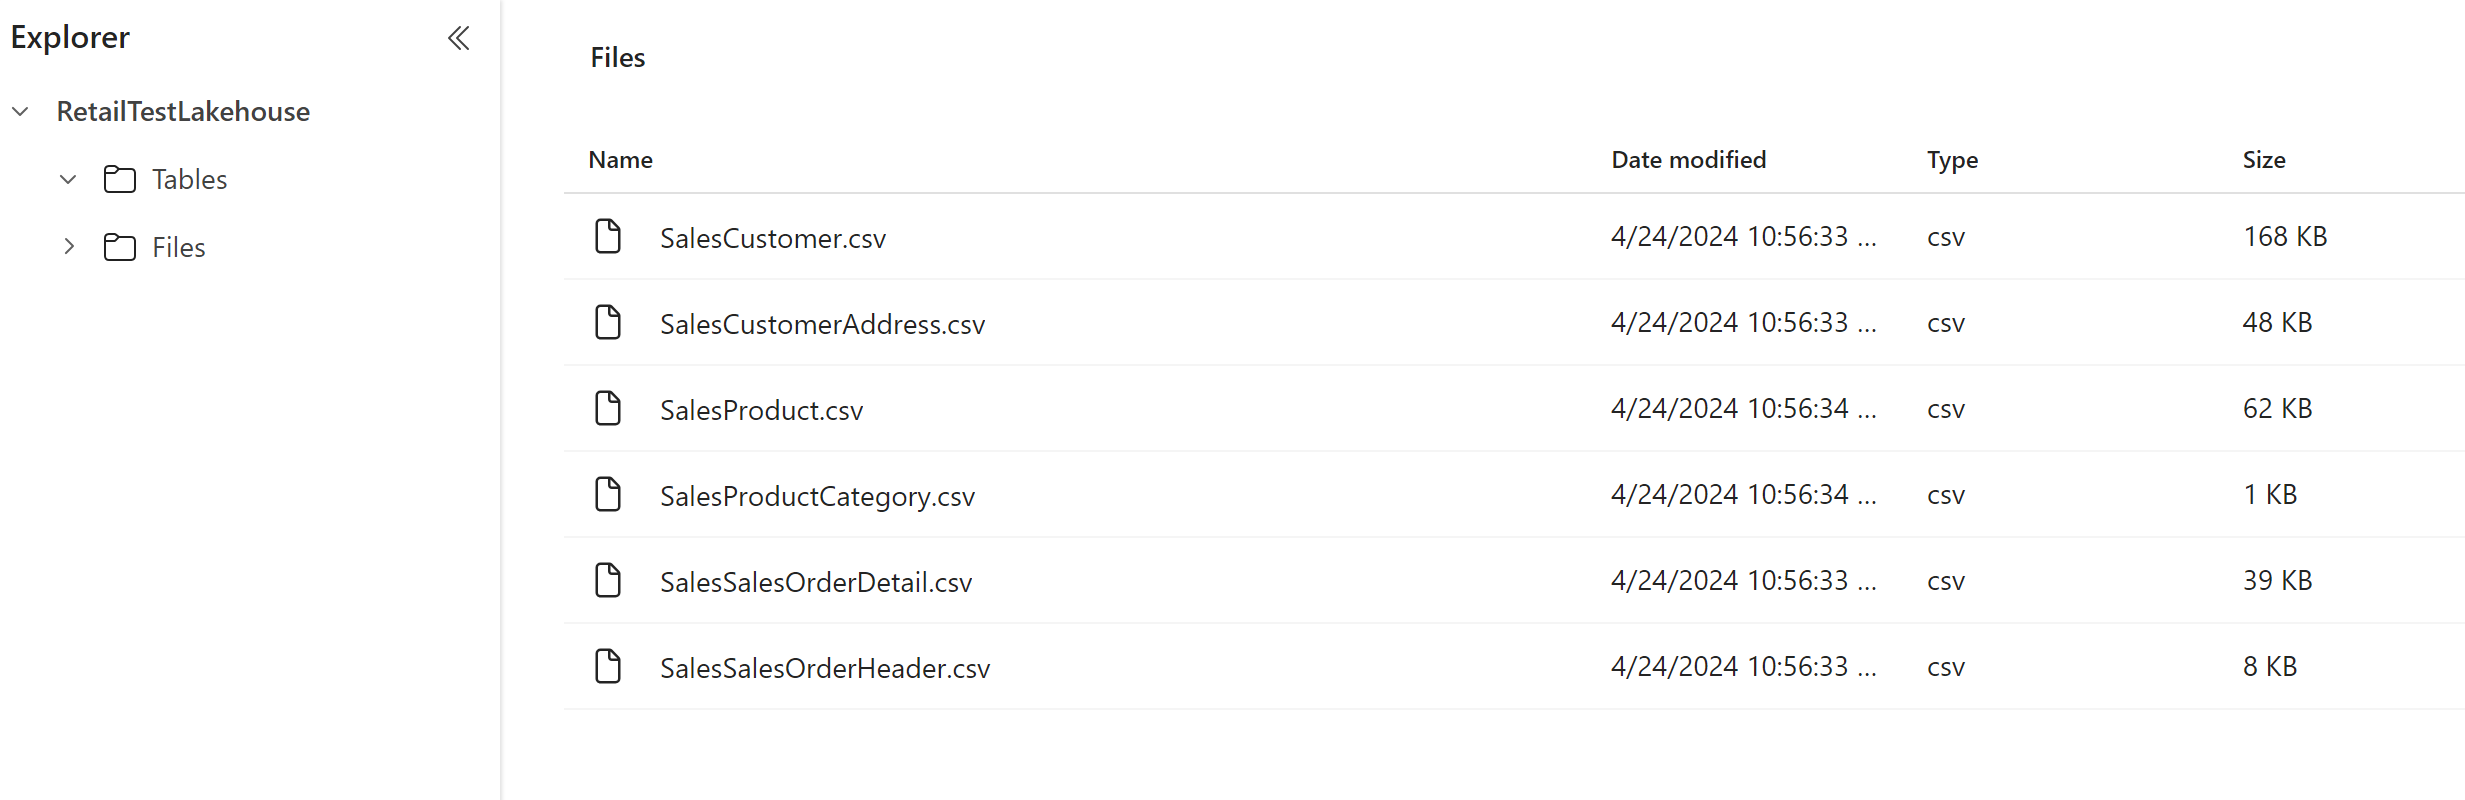 Explorer
RetailTestLakehouse
Tables
Files
Files
Name Date modified Type Size
SalesCustomer.csv 4/24/2024 10:56:33 ... csv 168 KB
SalesCustomerAddress.csv 4/24/2024 10:56:33 ... csv 48 KB
SalesProduct.csv 4/24/2024 10:56:34 ... csv 62 KB
SalesProductCategory.csv 4/24/2024 10:56:34 ... csv 1 KB
SalesSalesOrderDetail.csv 4/24/2024 10:56:33 ... csv 39 KB
SalesSalesOrderHeader.csv 4/24/2024 10:56:33 ... csv 8 KB